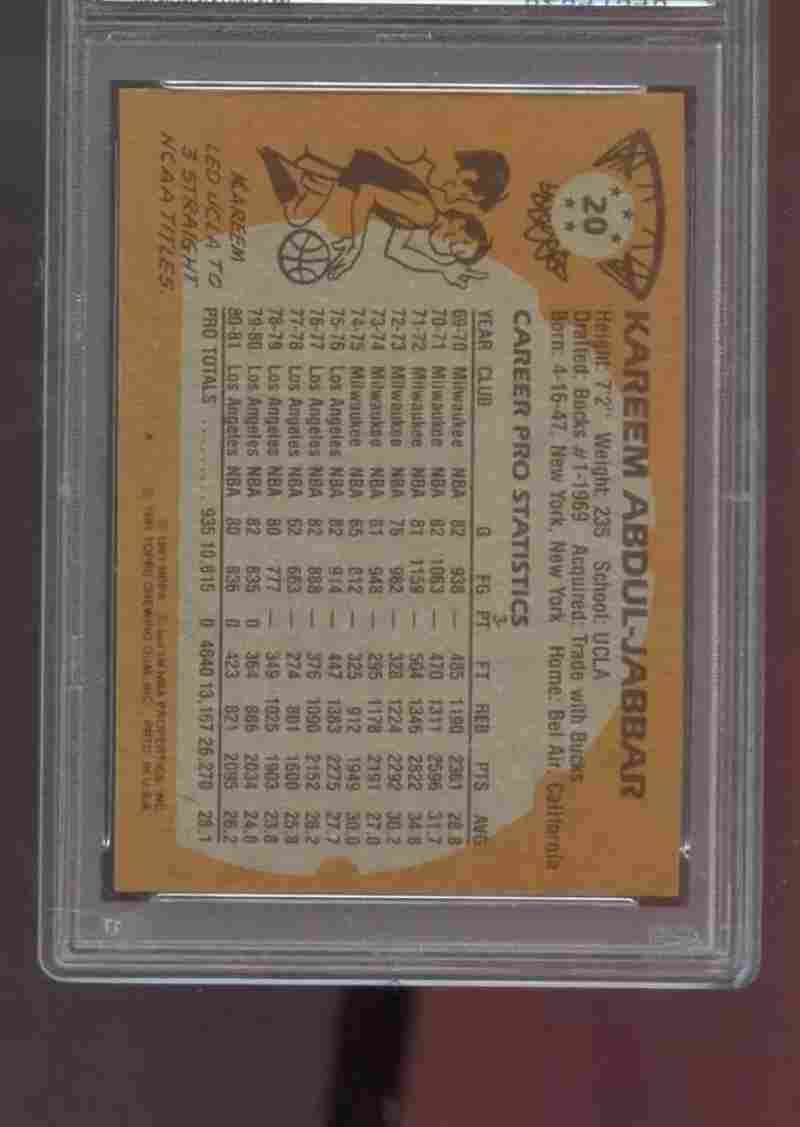 20
KAREEM ABDUL-JABBAR
Height: 7'2" Weight: 235 School: UCLA
Drafted: Bucks #1-1969 Acquired: Trade with Bucks
Born: 4-16-47, New York, New York Home: Bel Air, California
CAREER PRO STATISTICS
YEAR CLUB G FG 3-PT FT REB PTS AVG
69-70 Milwaukee NBA 82 938 — 485 1190 2361 28.8
70-71 Milwaukee NBA 82 1063 — 470 1311 2596 31.7
71-72 Milwaukee NBA 81 1159 — 504 1346 2822 34.8
72-73 Milwaukee NBA 76 982 — 328 1224 2292 30.2
73-74 Milwaukee NBA 81 948 — 295 1178 2191 27.0
74-75 Milwaukee NBA 65 812 — 325 912 1949 30.0
75-76 Los Angeles NBA 82 914 — 447 1383 2275 27.7
76-77 Los Angeles NBA 82 888 — 376 1090 2152 26.2
77-78 Los Angeles NBA 62 663 — 274 801 1600 25.8
78-79 Los Angeles NBA 80 777 — 349 1025 1903 23.8
79-80 Los Angeles NBA 82 835 0 364 886 2034 24.8
80-81 Los Angeles NBA 80 836 0 423 821 2095 26.2
PRO TOTALS ........ 935 10,815 0 4640 13,167 26,270 28.1
KAREEM
LED UCLA TO
3 STRAIGHT
NCAA TITLES.
© 1981 TOPPS CHEWING GUM, INC. PRTD. IN U.S.A.